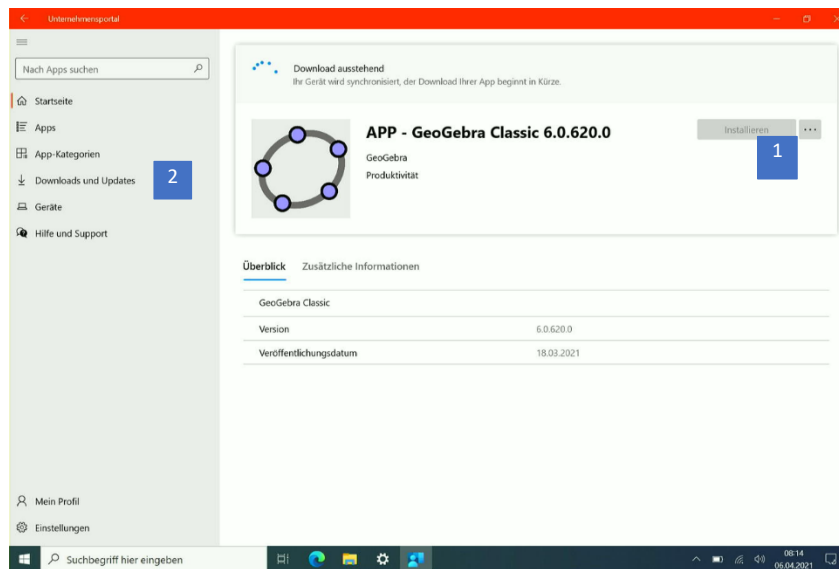 Unternehmensportal
Nach Apps suchen
Startseite
Apps
App-Kategorien
Downloads und Updates
2
Geräte
Hilfe und Support
Mein Profil
Einstellungen
Download ausstehend
Ihr Gerät wird synchronisiert, der Download Ihrer App beginnt in Kürze.
APP - GeoGebra Classic 6.0.620.0
GeoGebra
Produktivität
Installieren
1
Überblick Zusätzliche Informationen
GeoGebra Classic
Version 6.0.620.0
Veröffentlichungsdatum 18.03.2021
Suchbegriff hier eingeben
08:14
06.04.2021